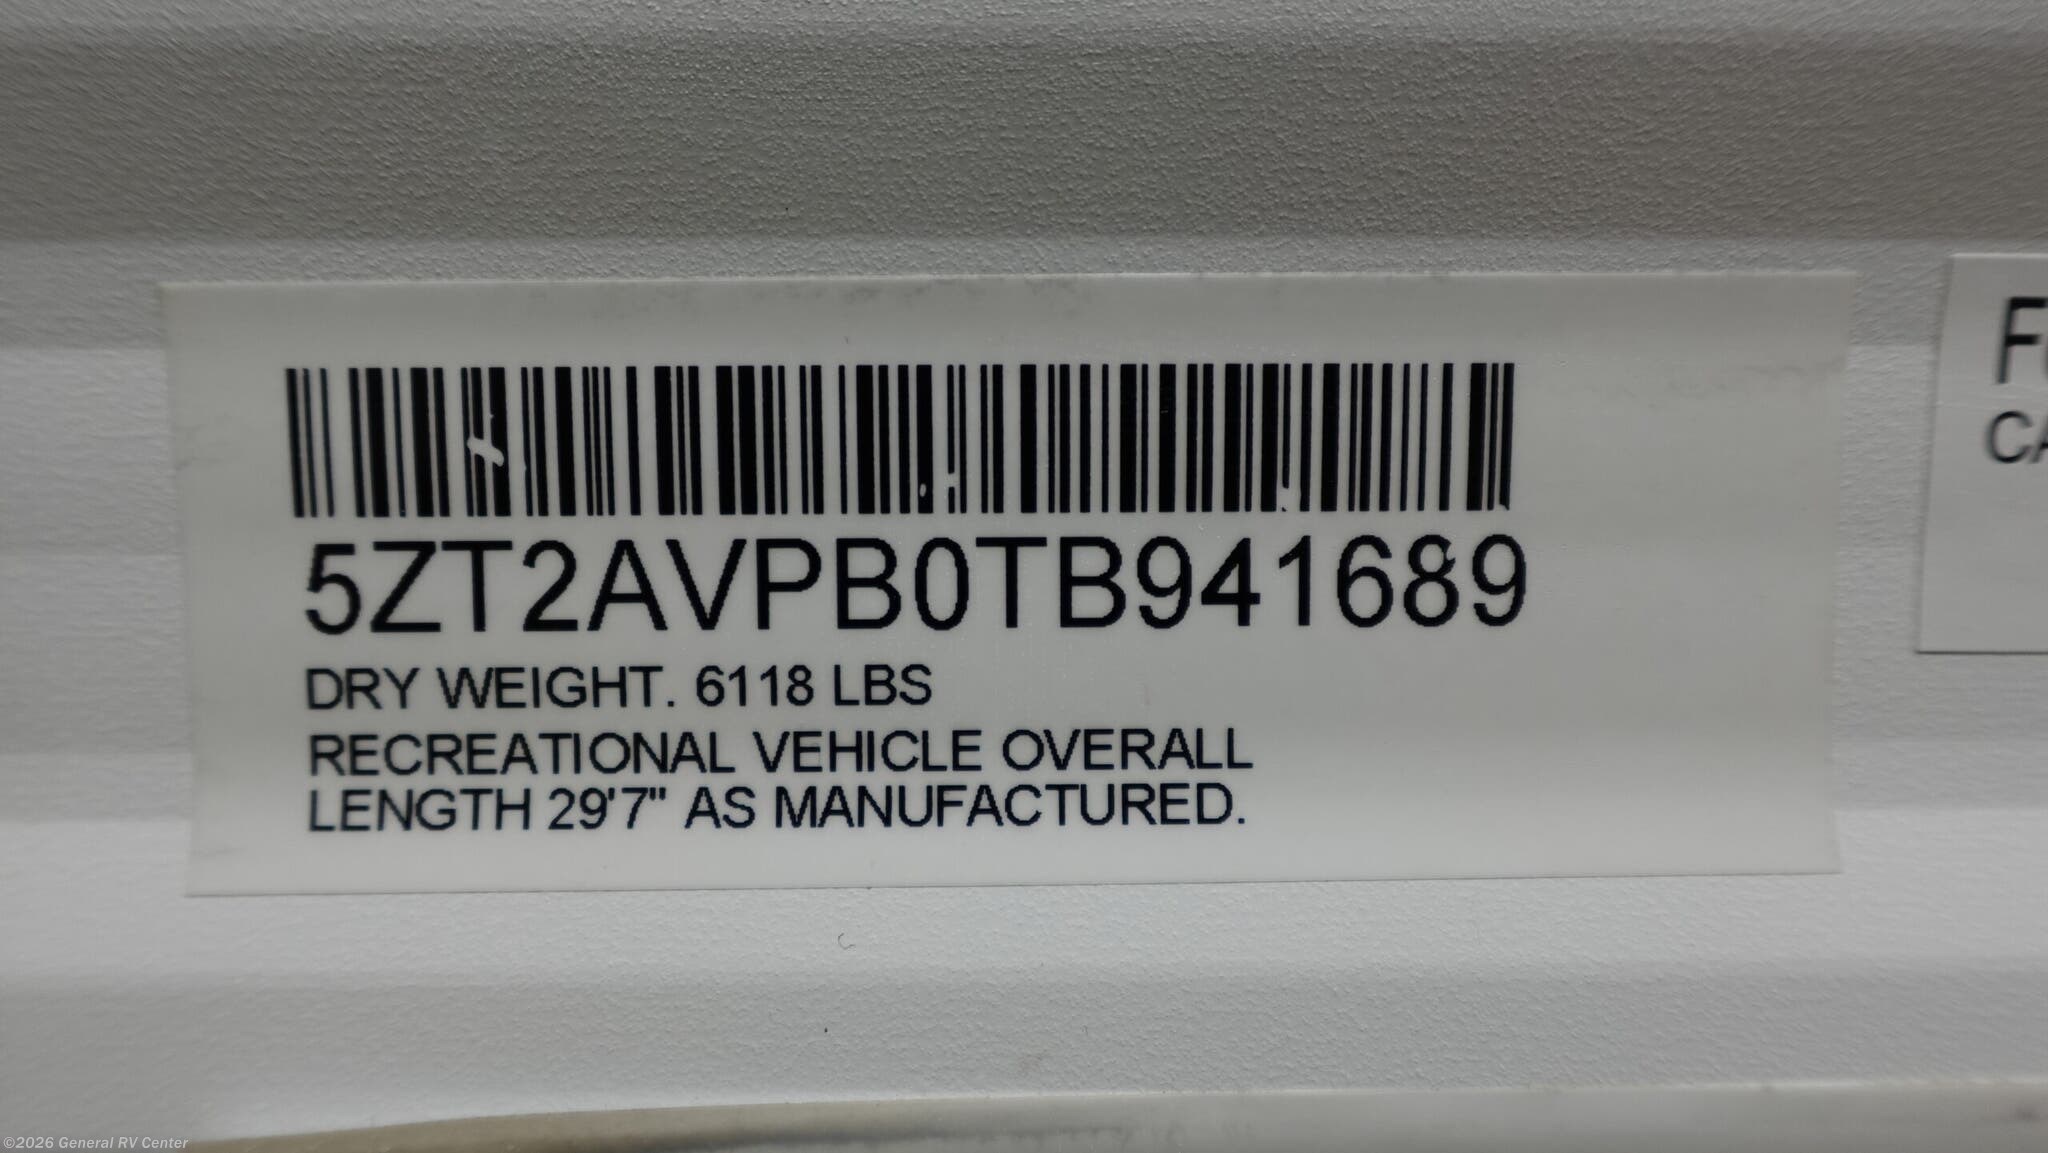 5ZT2AVPB0TB941689
DRY WEIGHT. 6118 LBS
RECREATIONAL VEHICLE OVERALL
LENGTH 29'7" AS MANUFACTURED.
©2026 General RV Center